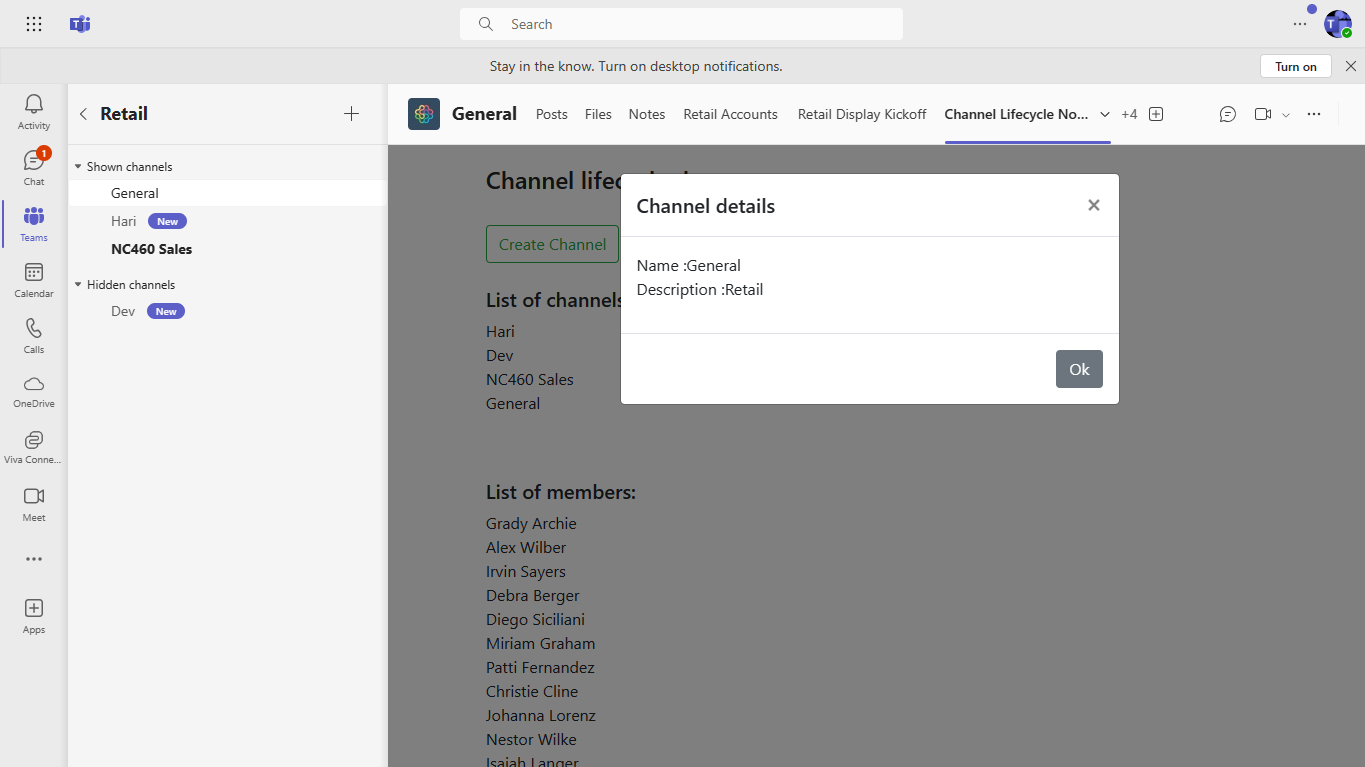 Search
Stay in the know. Turn on desktop notifications.
Turn on
Activity
1
Chat
Teams
Calendar
Calls
OneDrive
Viva Conne...
Meet
Apps
Retail
Shown channels
General
Hari New
NC460 Sales
Hidden channels
Dev New
General
Posts
Files
Notes
Retail Accounts
Retail Display Kickoff
Channel Lifecycle No...
+4
Create Channel
List of channels
Hari
Dev
NC460 Sales
General
List of members:
Grady Archie
Alex Wilber
Irvin Sayers
Debra Berger
Diego Siciliani
Miriam Graham
Patti Fernandez
Christie Cline
Johanna Lorenz
Nestor Wilke
Isaiah Langer
Channel details
×
Name :General
Description :Retail
Ok